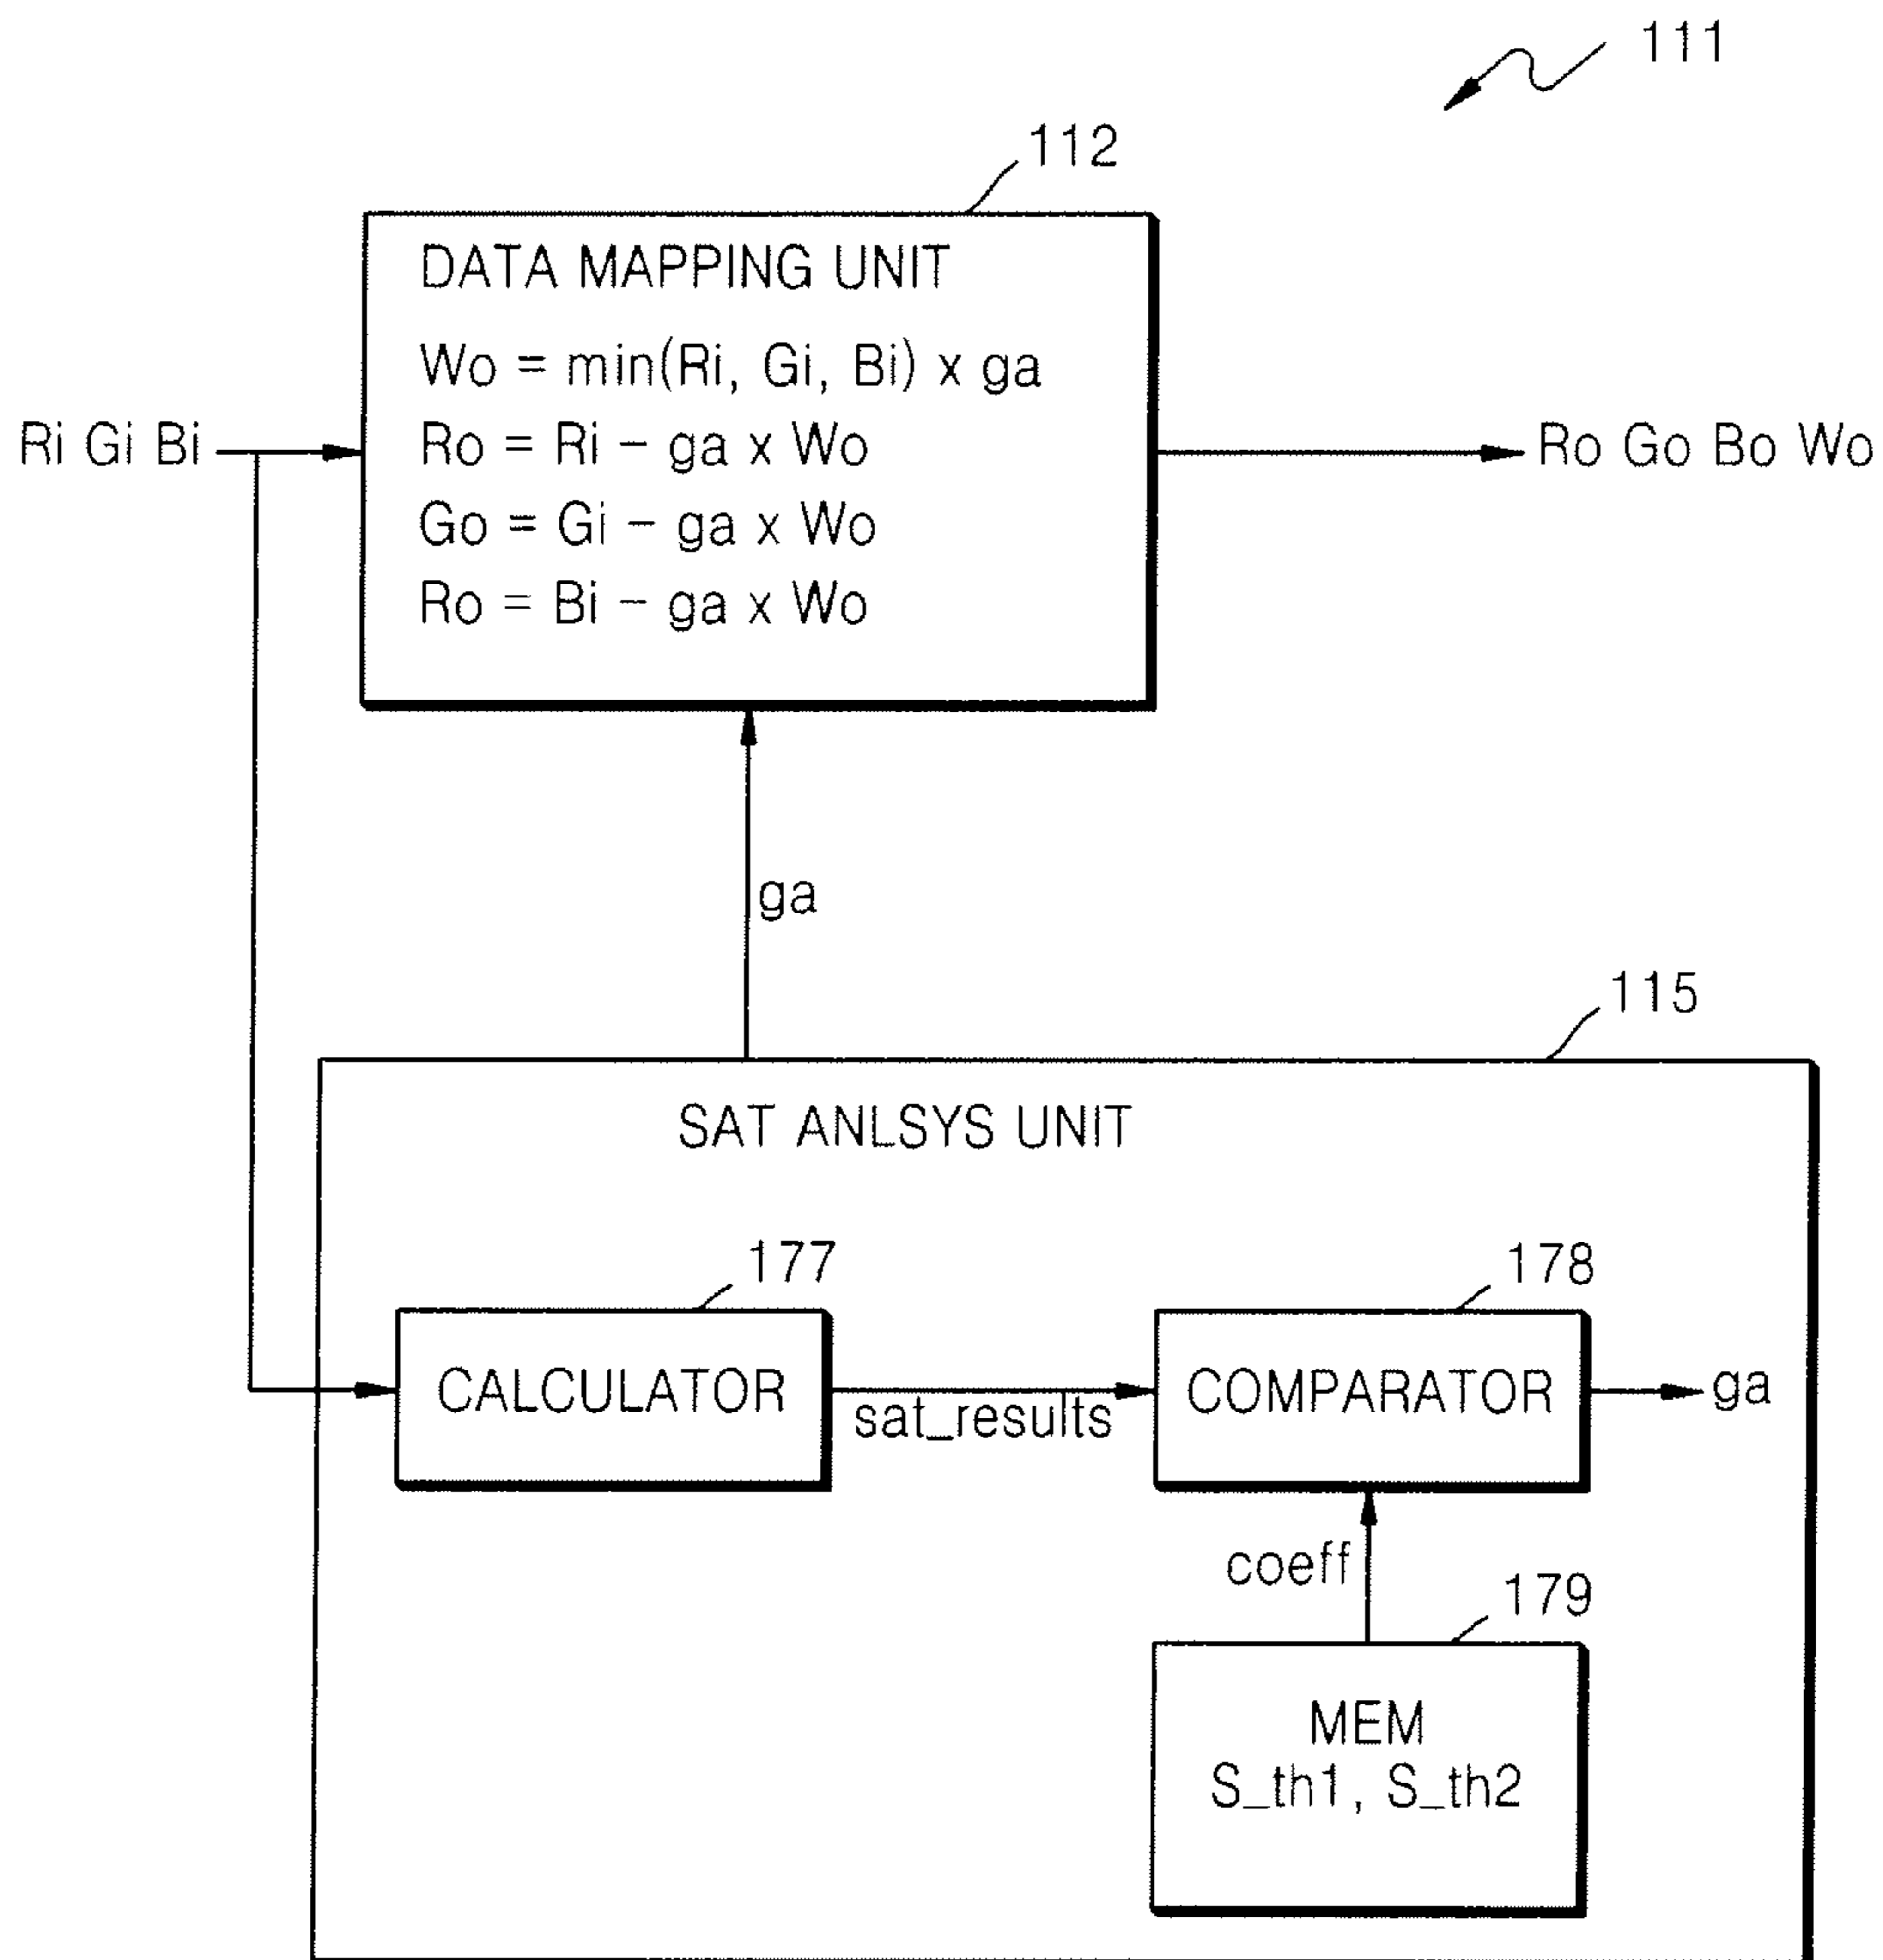 111
112
DATA MAPPING UNIT
Wo = min(Ri, Gi, Bi) x ga
Ro = Ri - ga x Wo
Go = Gi - ga x Wo
Ro = Bi - ga x Wo
Ri Gi Bi
Ro Go Bo Wo
ga
115
SAT ANLSYS UNIT
177
178
CALCULATOR
sat_results
COMPARATOR
ga
coeff
179
MEM
S_th1, S_th2